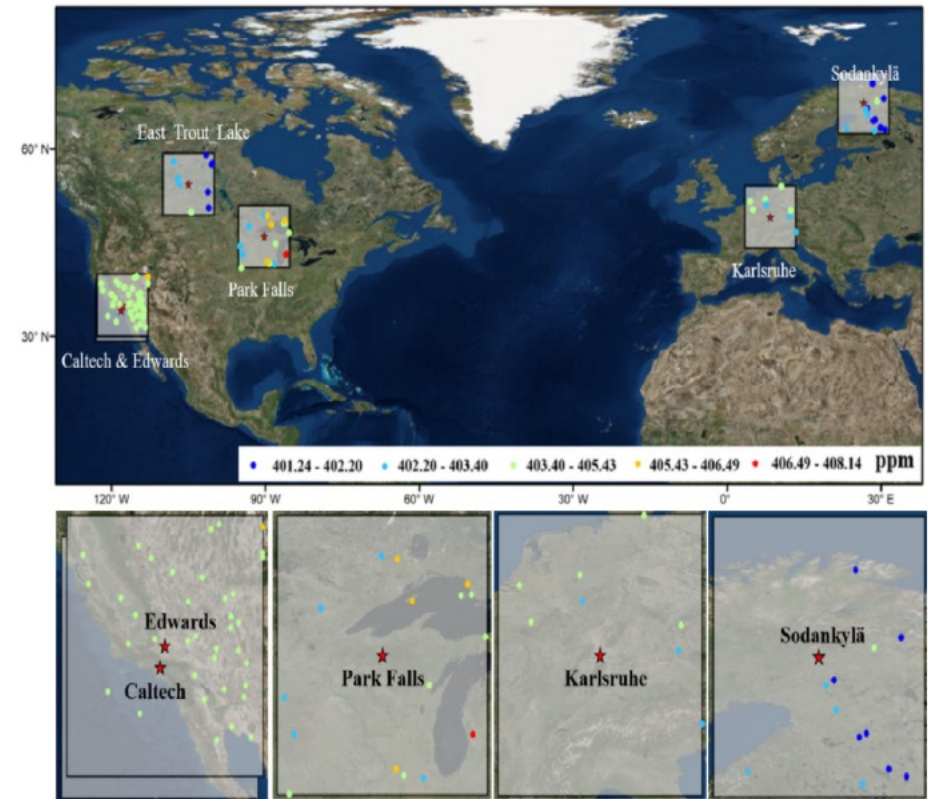 Sodankylä
East Trout Lake
60° N
Park Falls
Karlsruhe
30° N
Caltech & Edwards
401.24 - 402.20 402.20 - 403.40 403.40 - 405.43 405.43 - 406.49 406.49 - 408.14 ppm
120° W 90° W 60° W 30° W 0° 30° E
Edwards
Caltech
Park Falls
Karlsruhe
Sodankylä